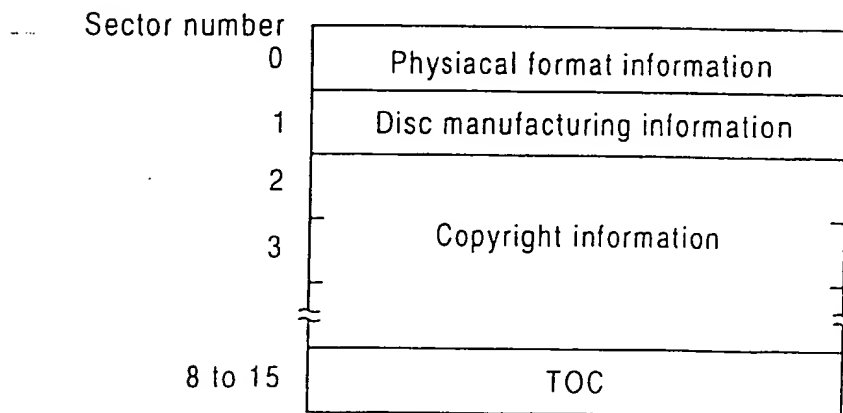 Sector number
0 Physiacal format information
1 Disc manufacturing information
2
3 Copyright information
8 to 15 TOC